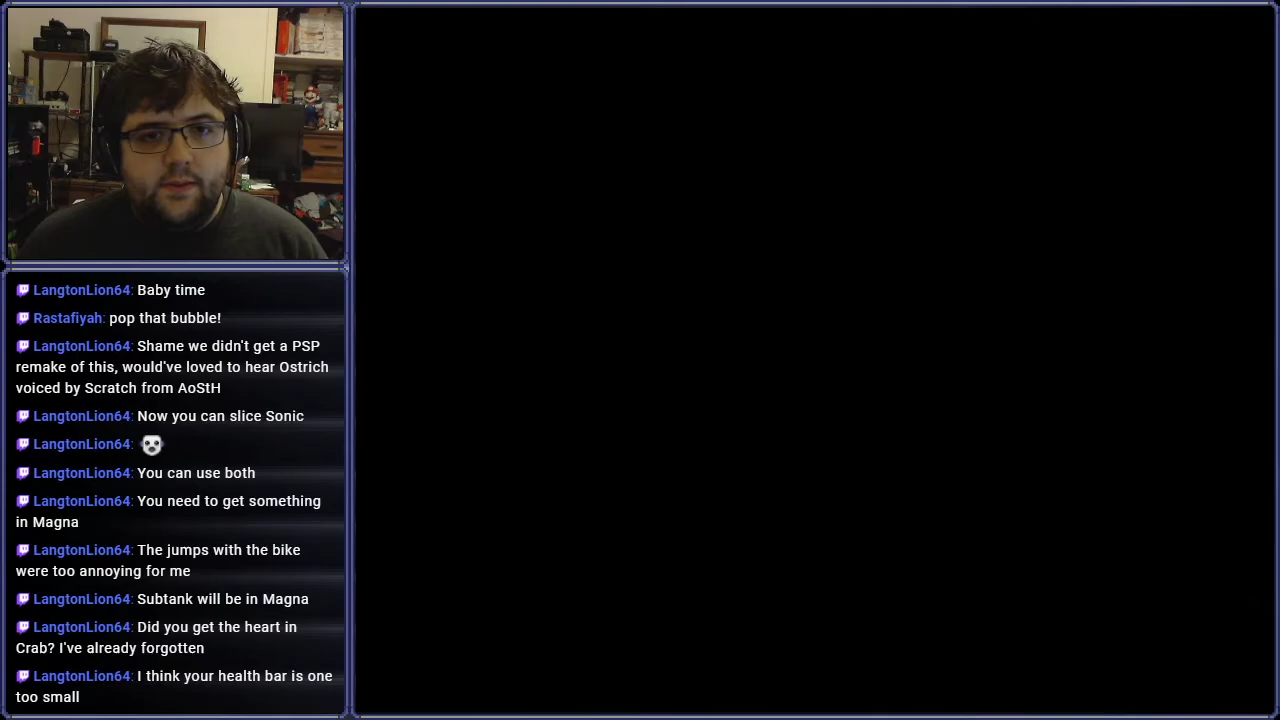 LangtonLion64: Baby time
Rastafiyah: pop that bubble!
LangtonLion64: Shame we didn't get a PSP
remake of this, would've loved to hear Ostrich
voiced by Scratch from AoStH
LangtonLion64: Now you can slice Sonic
LangtonLion64:
LangtonLion64: You can use both
LangtonLion64: You need to get something
in Magna
LangtonLion64: The jumps with the bike
were too annoying for me
LangtonLion64: Subtank will be in Magna
LangtonLion64: Did you get the heart in
Crab? I've already forgotten
LangtonLion64: I think your health bar is one
too small